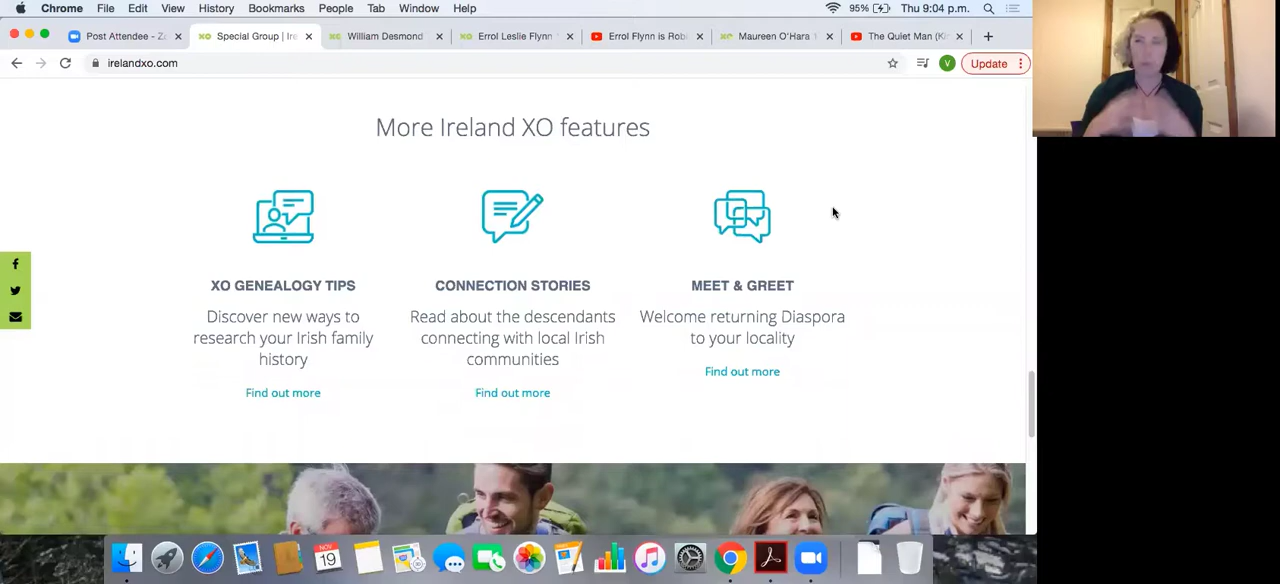 Chrome File Edit View History Bookmarks People Tab Window Help 95% Thu 9:04 p.m.
Post Attendee - Zo Special Group | Ire William Desmond Errol Leslie Flynn Errol Flynn is Rob Maureen O'Hara 1 The Quiet Man (Ki
irelandxo.com V Update
More Ireland XO features
XO GENEALOGY TIPS
Discover new ways to
research your Irish family
history
Find out more
CONNECTION STORIES
Read about the descendants
connecting with local Irish
communities
Find out more
MEET & GREET
Welcome returning Diaspora
to your locality
Find out more
NOV
19